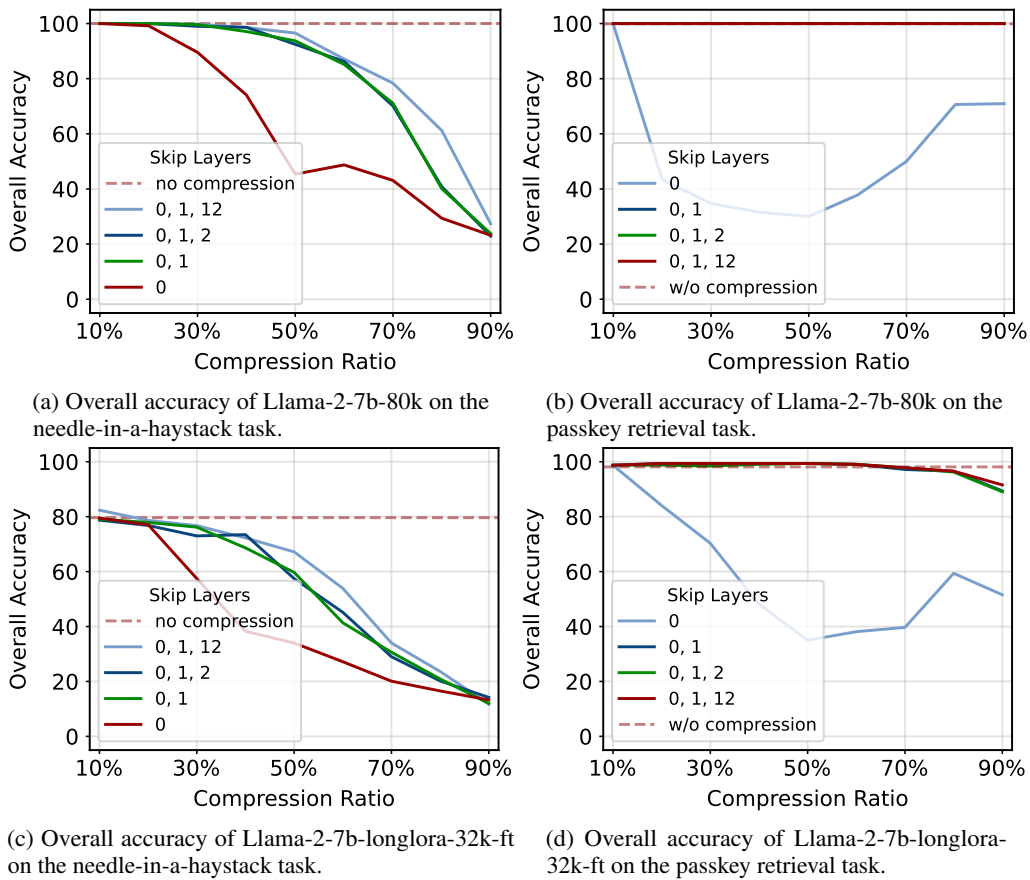 100
80
60
40
20
0
Overall Accuracy
Skip Layers
no compression
0, 1, 12
0, 1, 2
0, 1
0
10% 30% 50% 70% 90%
Compression Ratio
(a) Overall accuracy of Llama-2-7b-80k on the
needle-in-a-haystack task.
100
80
60
40
20
0
Overall Accuracy
Skip Layers
0
0, 1
0, 1, 2
0, 1, 12
w/o compression
10% 30% 50% 70% 90%
Compression Ratio
(b) Overall accuracy of Llama-2-7b-80k on the
passkey retrieval task.
100
80
60
40
20
0
Overall Accuracy
Skip Layers
no compression
0, 1, 12
0, 1, 2
0, 1
0
10% 30% 50% 70% 90%
Compression Ratio
(c) Overall accuracy of Llama-2-7b-longlora-32k-ft
on the needle-in-a-haystack task.
100
80
60
40
20
0
Overall Accuracy
Skip Layers
0
0, 1
0, 1, 2
0, 1, 12
w/o compression
10% 30% 50% 70% 90%
Compression Ratio
(d) Overall accuracy of Llama-2-7b-longlora-
32k-ft on the passkey retrieval task.